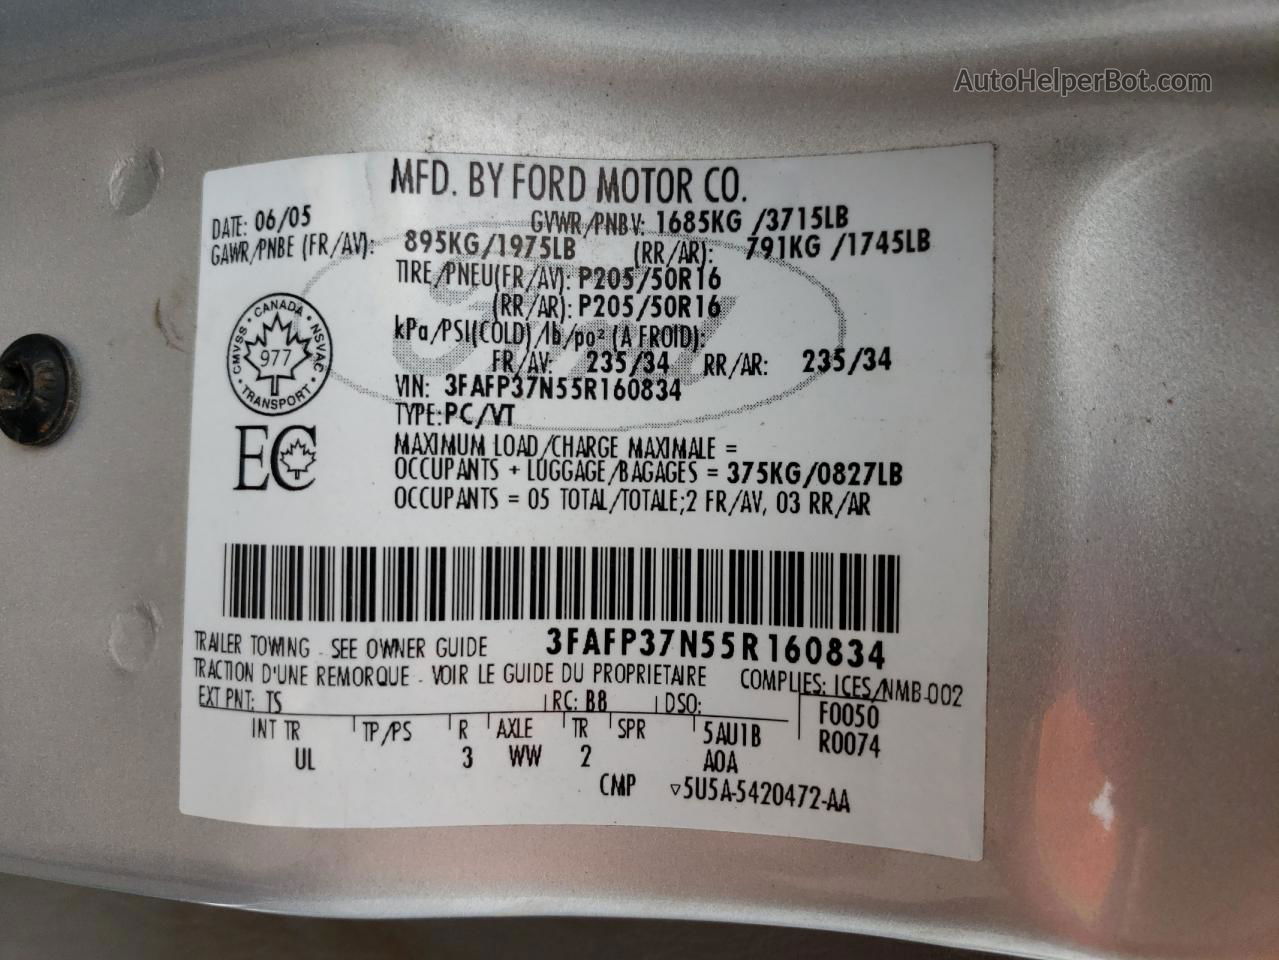 AutoHelperBot.com
MFD. BY FORD MOTOR CO.
DATE: 06/05 GVWR/PNBV: 1685KG /3715LB
GAWR/PNBE (FR/AV): 895KG/1975LB (RR/AR): 791KG /1745LB
TIRE/PNEU(FR/AV): P205/50R16
(RR/AR): P205/50R16
kPa/PSI(COLD)/lb/po² (A FROID):
FR/AV: 235/34 RR/AR: 235/34
VIN: 3FAFP37N55R160834
TYPE:PC/VT
CANADA · NSVAC · TRANSPORT · CMVSS
977
EC
MAXIMUM LOAD/CHARGE MAXIMALE =
OCCUPANTS + LUGGAGE/BAGAGES = 375KG/0827LB
OCCUPANTS = 05 TOTAL/TOTALE;2 FR/AV, 03 RR/AR
TRAILER TOWING - SEE OWNER GUIDE 3FAFP37N55R160834
TRACTION D'UNE REMORQUE - VOIR LE GUIDE DU PROPRIETAIRE COMPLIES: ICES/NMB-002
EXT PNT: TS RC: B8 DSO: F0050
INT TR TP/PS R AXLE TR SPR 5AU1B R0074
UL 3 WW 2 AOA
CMP ▽5U5A-5420472-AA